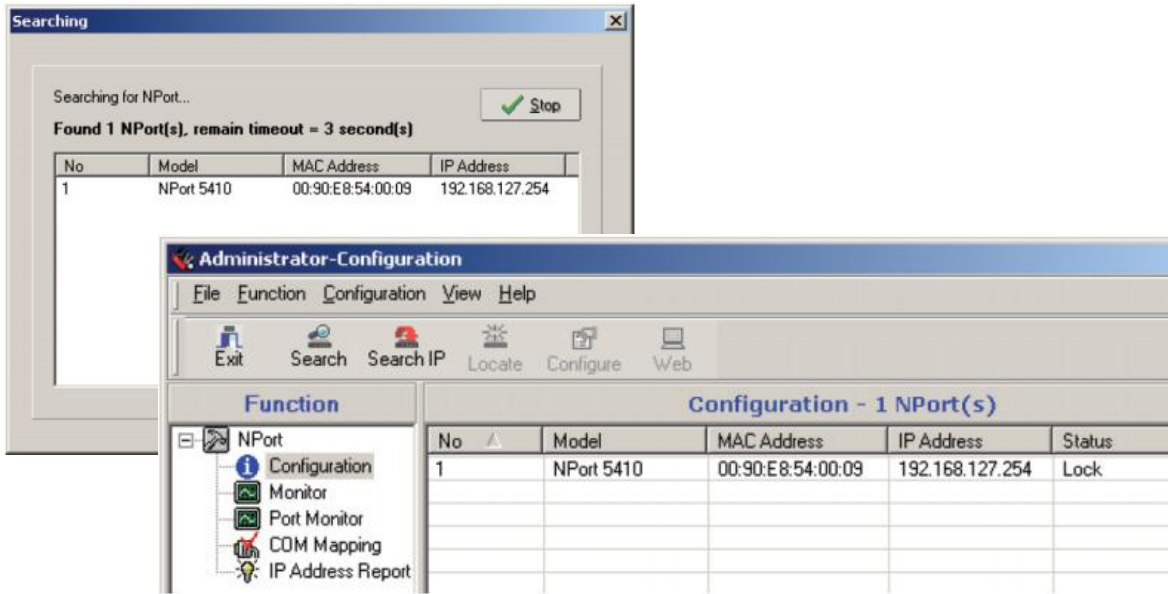 Searching
Searching for NPort...
Stop
Found 1 NPort(s), remain timeout = 3 second(s)
No Model MAC Address IP Address
1 NPort 5410 00:90:E8:54:00:09 192.168.127.254
Administrator-Configuration
File Function Configuration View Help
Exit Search Search IP Locate Configure Web
Function
Configuration - 1 NPort(s)
NPort
Configuration
Monitor
Port Monitor
COM Mapping
IP Address Report
No Model MAC Address IP Address Status
1 NPort 5410 00:90:E8:54:00:09 192.168.127.254 Lock